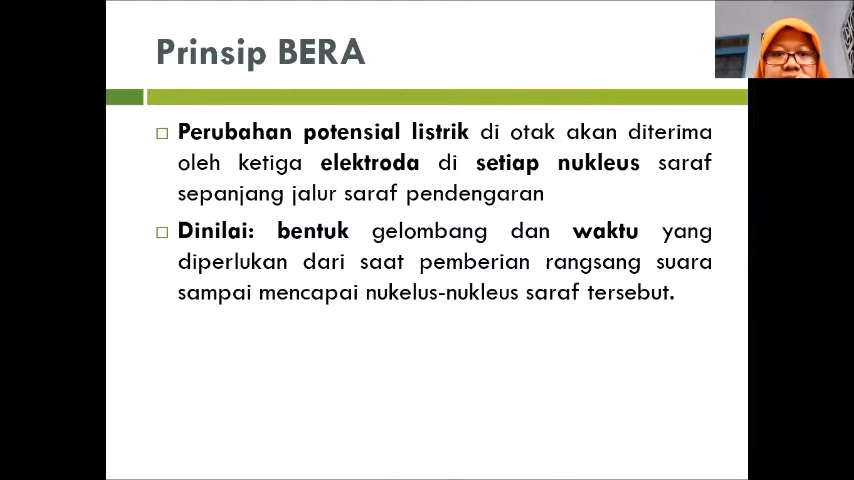 Prinsip BERA
Perubahan potensial listrik di otak akan diterima
oleh ketiga elektroda di setiap nukleus saraf
sepanjang jalur saraf pendengaran
Dinilai: bentuk gelombang dan waktu yang
diperlukan dari saat pemberian rangsang suara
sampai mencapai nukelus-nukleus saraf tersebut.